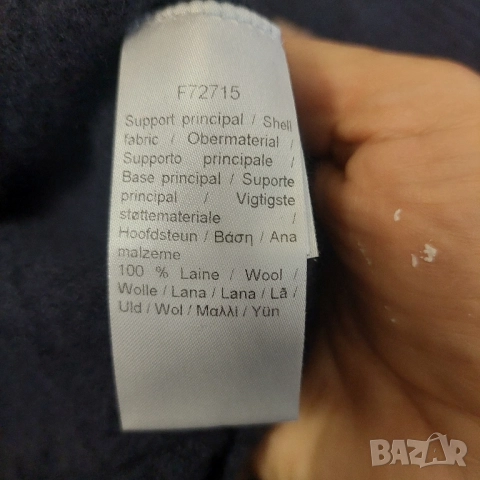 F72715
Support principal / Shell
fabric / Obermaterial /
Supporto principale /
Base principal / Suporte
principal / Vigtigste
støttemateriale /
Hoofdsteun / Βάση / Ana
malzeme
100 % Laine / Wool /
Wolle / Lana / Lana / Lã /
Uld / Wol / Μαλλί / Yün
BAZAR